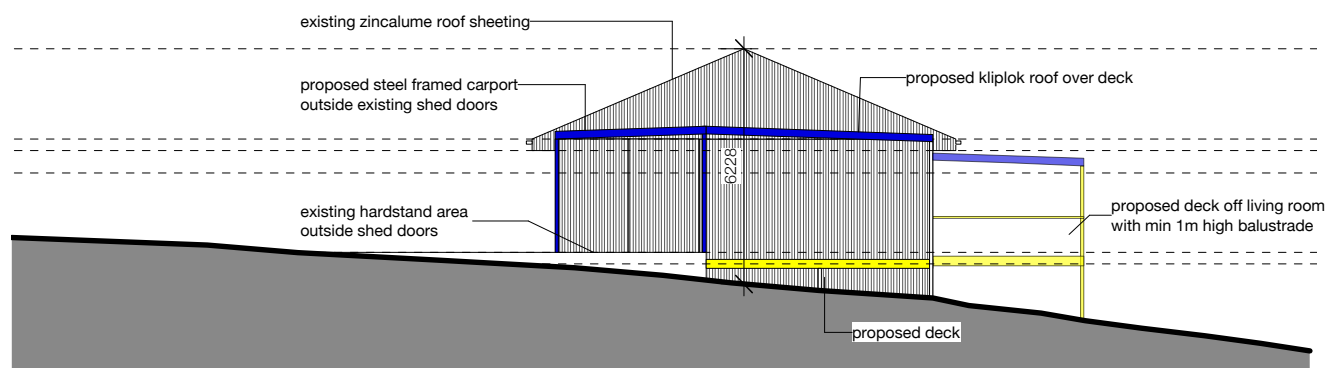 existing zincalume roof sheeting
proposed steel framed carport
outside existing shed doors
proposed kliplok roof over deck
6228
existing hardstand area
outside shed doors
proposed deck off living room
with min 1m high balustrade
proposed deck